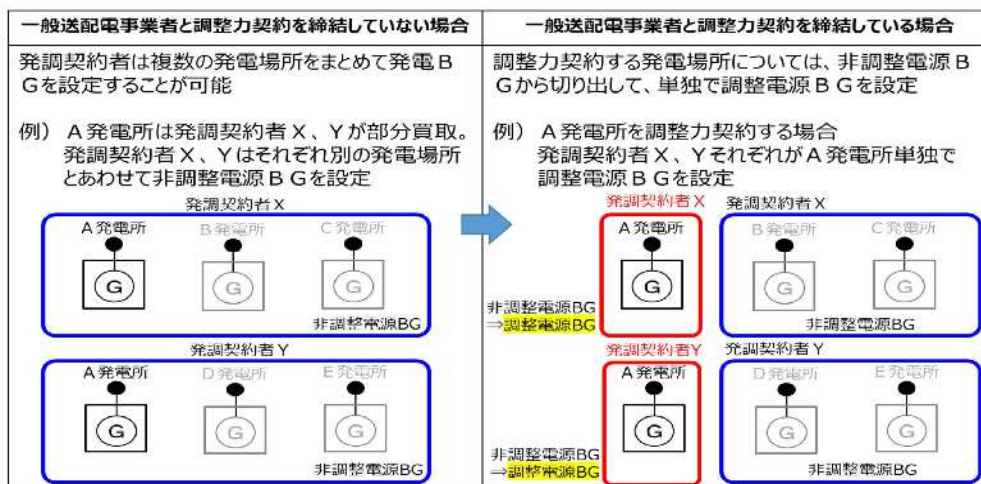 一般送配電事業者と調整力契約を締結していない場合
発調契約者は複数の発電場所をまとめて発電B
Gを設定することが可能
例） A発電所は発調契約者X、Yが部分買取。
発調契約者X、Yはそれぞれ別の発電場所
とあわせて非調整電源BGを設定
発調契約者X
A発電所 B発電所 C発電所
G G G
非調整電源BG
発調契約者Y
A発電所 D発電所 E発電所
G G G
非調整電源BG
一般送配電事業者と調整力契約を締結している場合
調整力契約する発電場所については、非調整電源B
Gから切り出して、単独で調整電源BGを設定
例） A発電所を調整力契約する場合
発調契約者X、YそれぞれがA発電所単独で
調整電源BGを設定
発調契約者X 発調契約者X
A発電所 B発電所 C発電所
G G G
非調整電源BG
⇒調整電源BG
非調整電源BG
発調契約者Y 発調契約者Y
A発電所 D発電所 E発電所
G G G
非調整電源BG
⇒調整電源BG
非調整電源BG